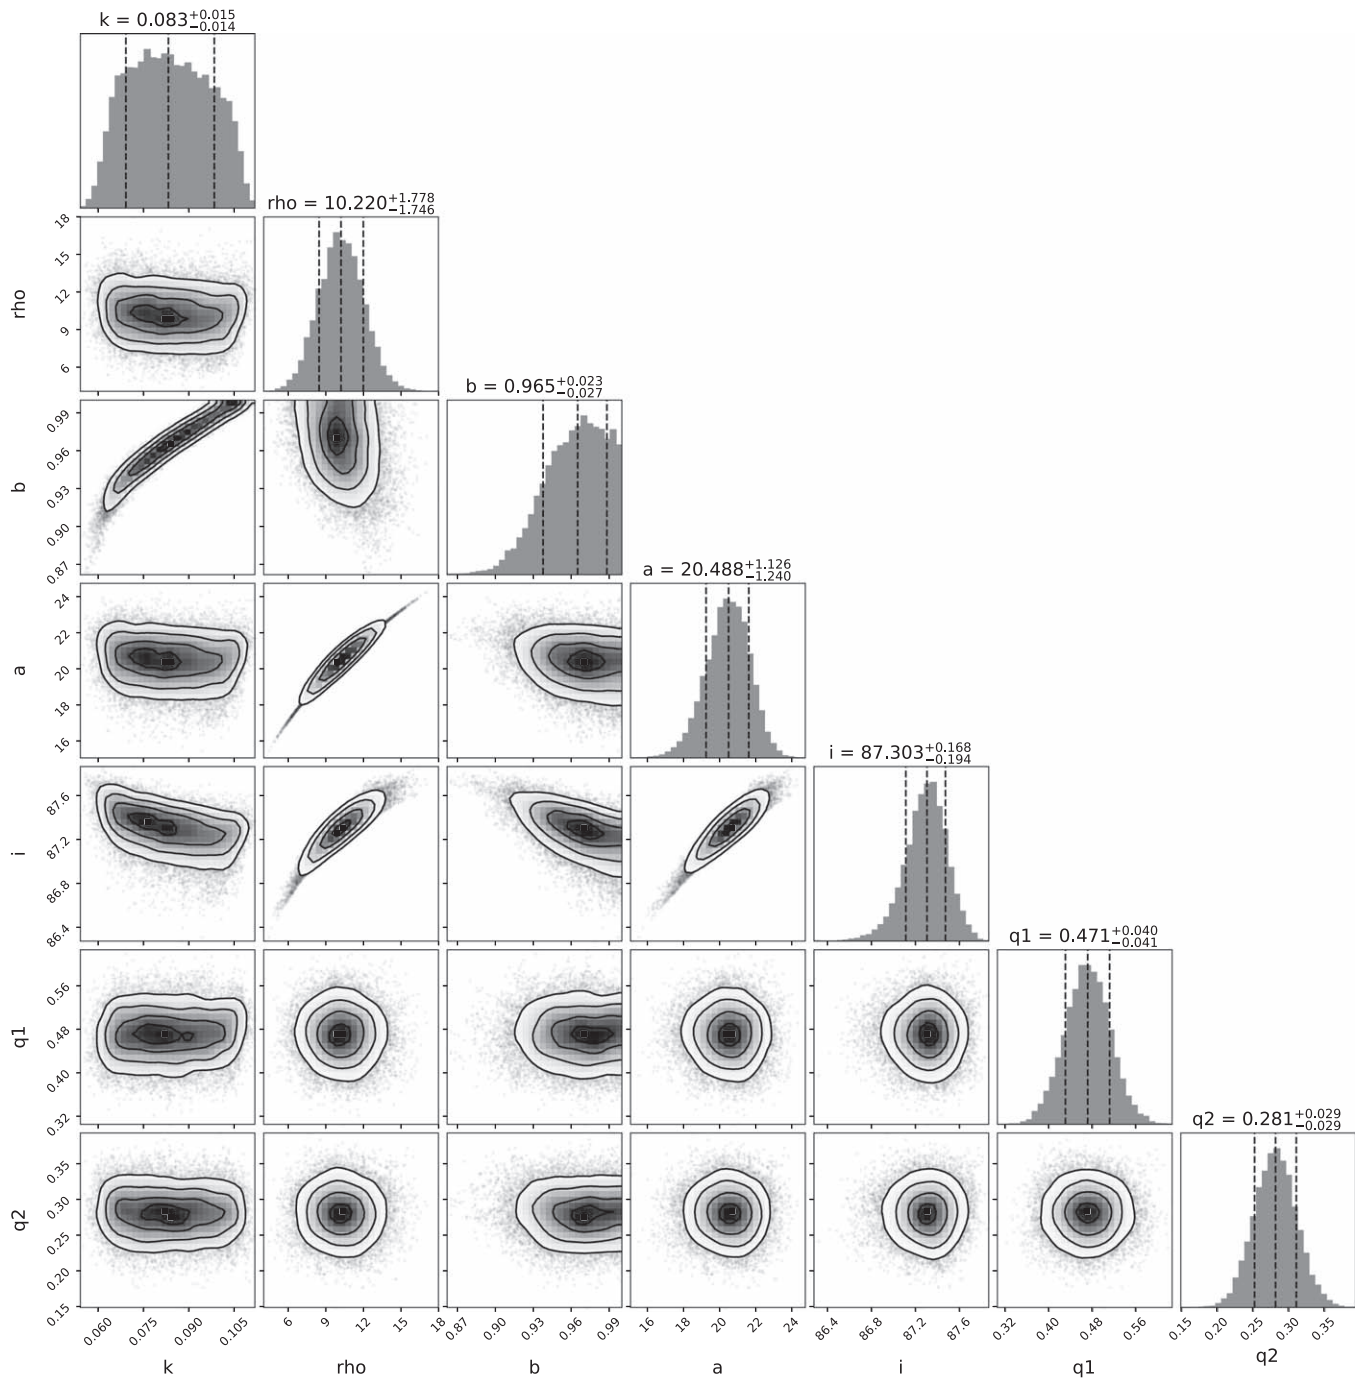 k = 0.083 +0.015 −0.014
rho = 10.220 +1.778 −1.746
18
15
12
9
6
rho
b = 0.965 +0.023 −0.027
0.99
0.96
0.93
0.90
0.87
b
a = 20.488 +1.126 −1.240
24
22
20
18
16
a
i = 87.303 +0.168 −0.194
87.6
87.2
86.8
86.4
i
q1 = 0.471 +0.040 −0.041
0.56
0.48
0.40
0.32
q1
q2 = 0.281 +0.029 −0.029
0.35
0.30
0.25
0.20
0.15
q2
0.060 0.075 0.090 0.105 6 9 12 15 18 0.87 0.90 0.93 0.96 0.99 16 18 20 22 24 86.4 86.8 87.2 87.6 0.32 0.40 0.48 0.56 0.15 0.20 0.25 0.30 0.35
k rho b a i q1 q2